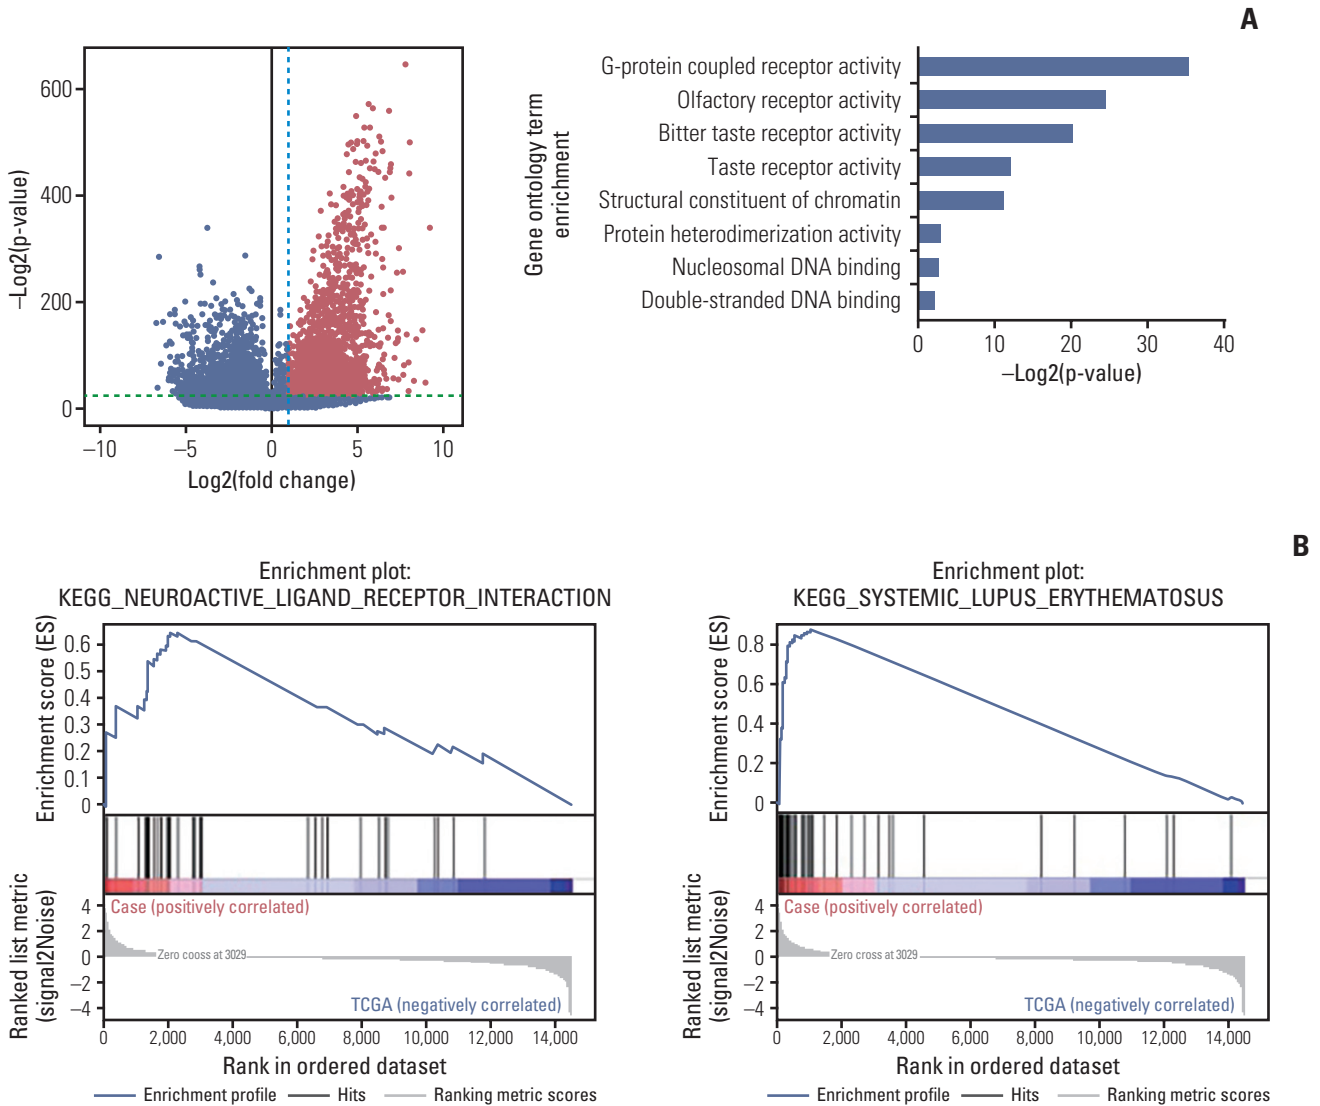 A
600
400
200
0
–Log2(p-value)
–10
–5
0
5
10
Log2(fold change)
Gene ontology term
enrichment
G-protein coupled receptor activity
Olfactory receptor activity
Bitter taste receptor activity
Taste receptor activity
Structural constituent of chromatin
Protein heterodimerization activity
Nucleosomal DNA binding
Double-stranded DNA binding
0
10
20
30
40
–Log2(p-value)
B
Enrichment plot:
KEGG_NEUROACTIVE_LIGAND_RECEPTOR_INTERACTION
Enrichment score (ES)
0.6
0.5
0.4
0.3
0.2
0.1
0
Ranked list metric
(signal2Noise)
4
2
0
–2
–4
Case (positively correlated)
Zero cooss at 3029
TCGA (negatively correlated)
0
2,000
4,000
6,000
8,000
10,000
12,000
14,000
Rank in ordered dataset
Enrichment profile
Hits
Ranking metric scores
Enrichment plot:
KEGG_SYSTEMIC_LUPUS_ERYTHEMATOSUS
Enrichment score (ES)
0.8
0.6
0.4
0.2
0
Ranked list metric
(signal2Noise)
4
2
0
–2
–4
Case (positively correlated)
Zero cross at 3029
TCGA (negatively correlated)
0
2,000
4,000
6,000
8,000
10,000
12,000
14,000
Rank in ordered dataset
Enrichment profile
Hits
Ranking metric scores